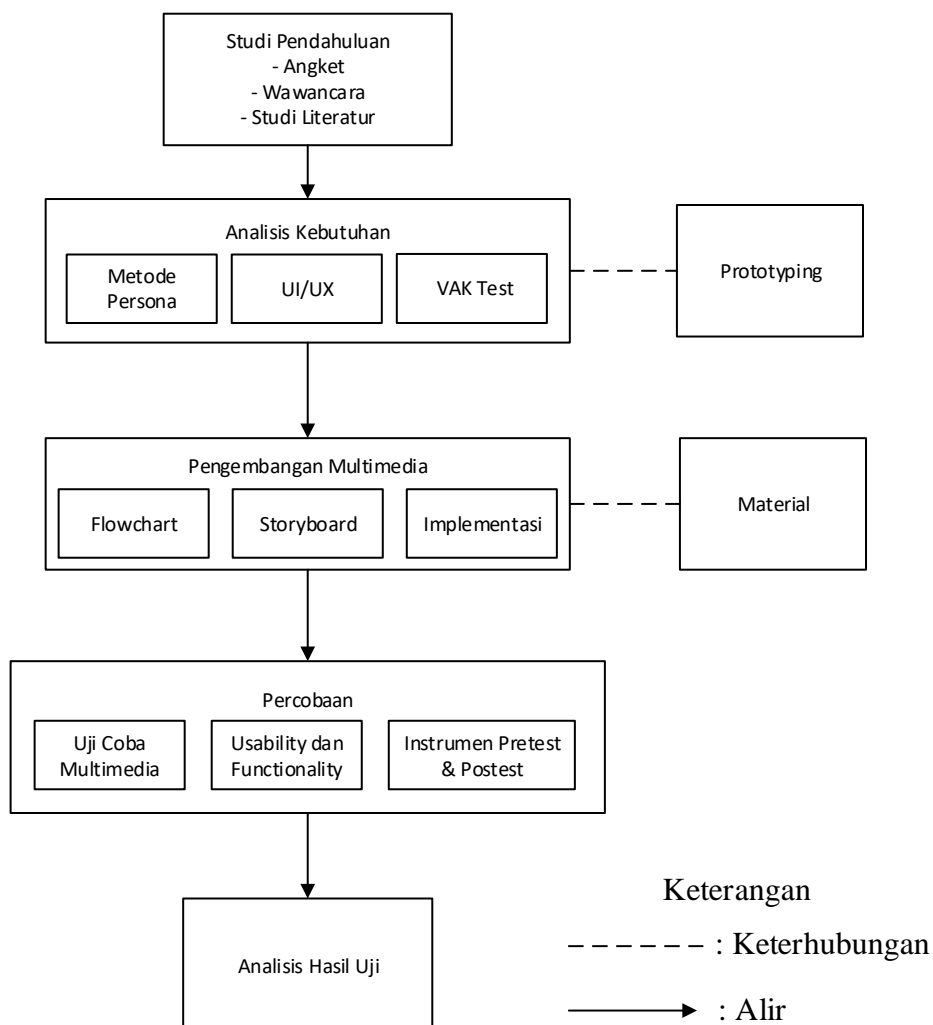 Studi Pendahuluan
- Angket
- Wawancara
- Studi Literatur
Analisis Kebutuhan
Metode
Persona
UI/UX
VAK Test
Prototyping
Pengembangan Multimedia
Flowchart
Storyboard
Implementasi
Material
Percobaan
Uji Coba
Multimedia
Usability dan
Functionality
Instrumen Pretest
& Postest
Analisis Hasil Uji
Keterangan
: Keterhubungan
: Alir